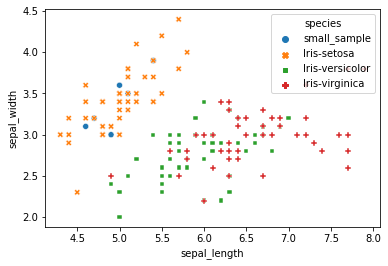 species
small_sample
Iris-setosa
Iris-versicolor
Iris-virginica
4.5
4.0
3.5
3.0
2.5
2.0
sepal_width
4.5 5.0 5.5 6.0 6.5 7.0 7.5 8.0
sepal_length